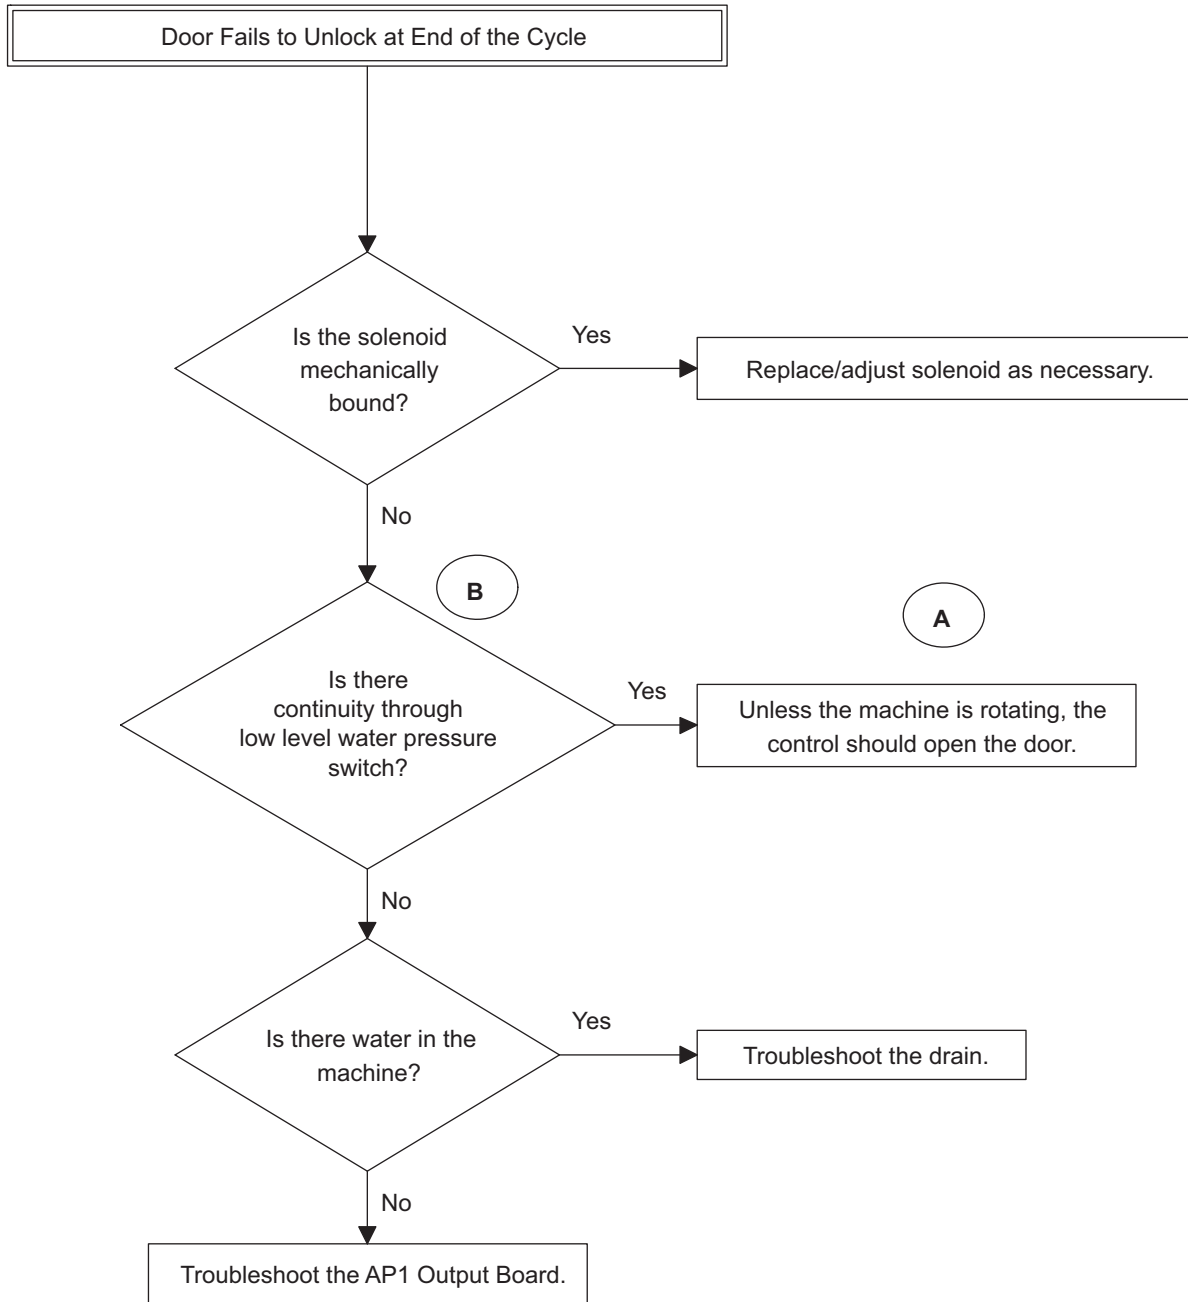 Door Fails to Unlock at End of the Cycle
Is the solenoid
mechanically
bound?
Yes
Replace/adjust solenoid as necessary.
No
B
A
Is there
continuity through
low level water pressure
switch?
Yes
Unless the machine is rotating, the
control should open the door.
No
Is there water in the
machine?
Yes
Troubleshoot the drain.
No
Troubleshoot the AP1 Output Board.